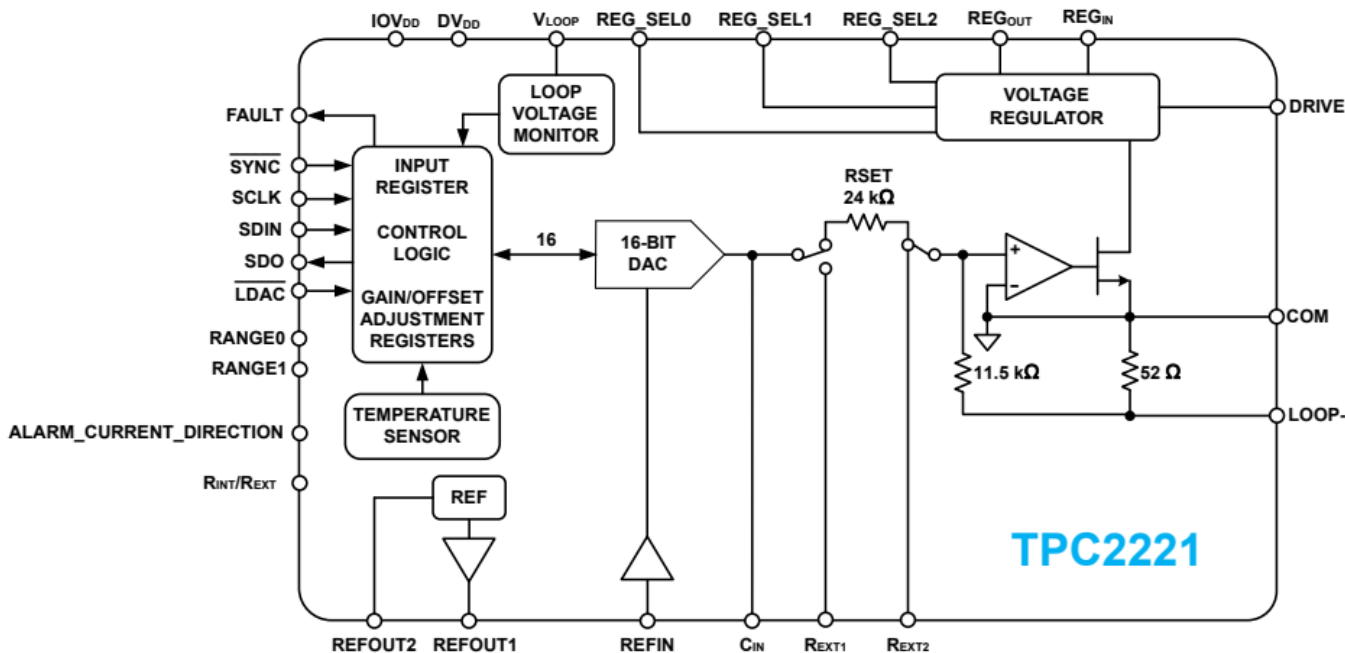 IOVDD
DVDD
VLOOP
REG_SEL0
REG_SEL1
REG_SEL2
REGOUT
REGIN
FAULT
SYNC
SCLK
SDIN
SDO
LDAC
RANGE0
RANGE1
ALARM_CURRENT_DIRECTION
RINT/REXT
LOOP
VOLTAGE
MONITOR
INPUT
REGISTER
CONTROL
LOGIC
GAIN/OFFSET
ADJUSTMENT
REGISTERS
TEMPERATURE
SENSOR
REF
16
16-BIT
DAC
RSET
24 kΩ
VOLTAGE
REGULATOR
+
-
11.5 kΩ
52 Ω
DRIVE
COM
LOOP-
TPC2221
REFOUT2
REFOUT1
REFIN
CIN
REXT1
REXT2